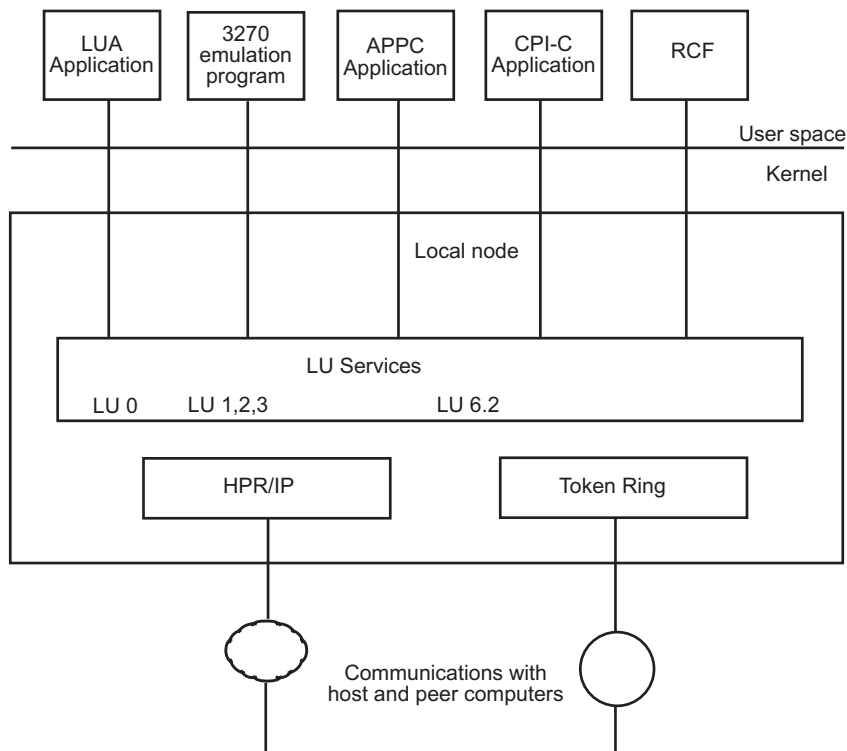 LUA
Application
3270
emulation
program
APPC
Application
CPI-C
Application
RCF
User space
Kernel
Local node
LU Services
LU 0
LU 1,2,3
LU 6.2
HPR/IP
Token Ring
Communications with
host and peer computers